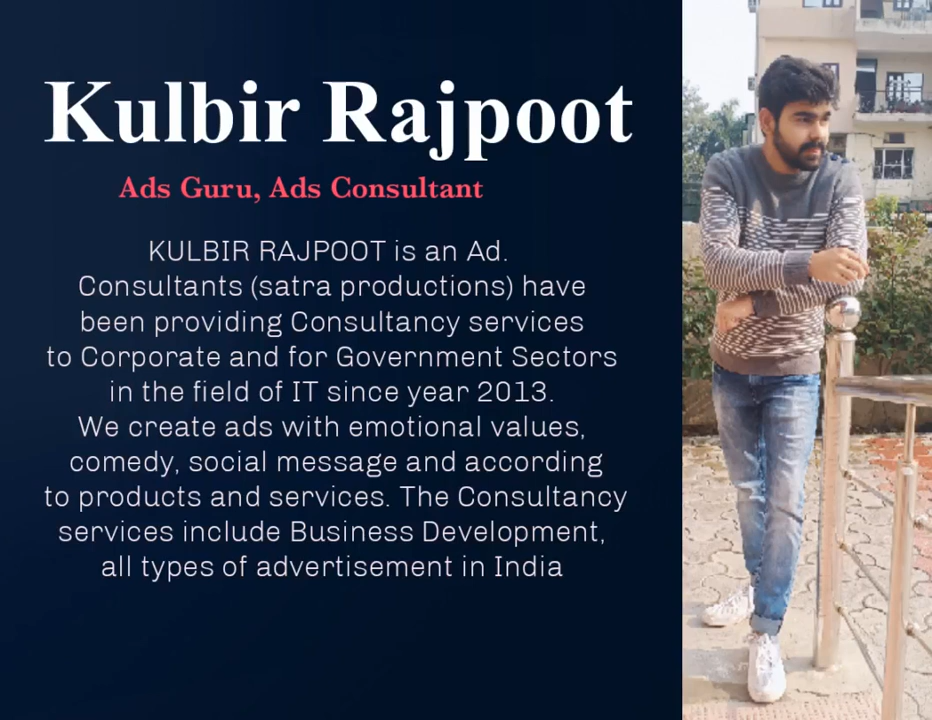 Kulbir Rajpoot
Ads Guru, Ads Consultant
KULBIR RAJPOOT is an Ad.
Consultants (satra productions) have
been providing Consultancy services
to Corporate and for Government Sectors
in the field of IT since year 2013.
We create ads with emotional values,
comedy, social message and according
to products and services. The Consultancy
services include Business Development,
all types of advertisement in India